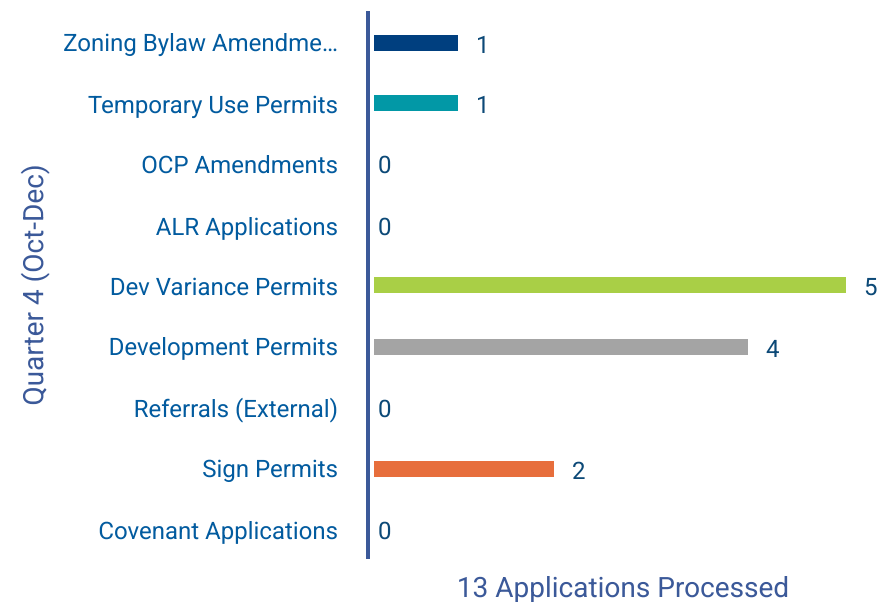 Zoning Bylaw Amendme... 1
Temporary Use Permits 1
OCP Amendments 0
ALR Applications 0
Dev Variance Permits 5
Development Permits 4
Referrals (External) 0
Sign Permits 2
Covenant Applications 0
Quarter 4 (Oct-Dec)
13 Applications Processed